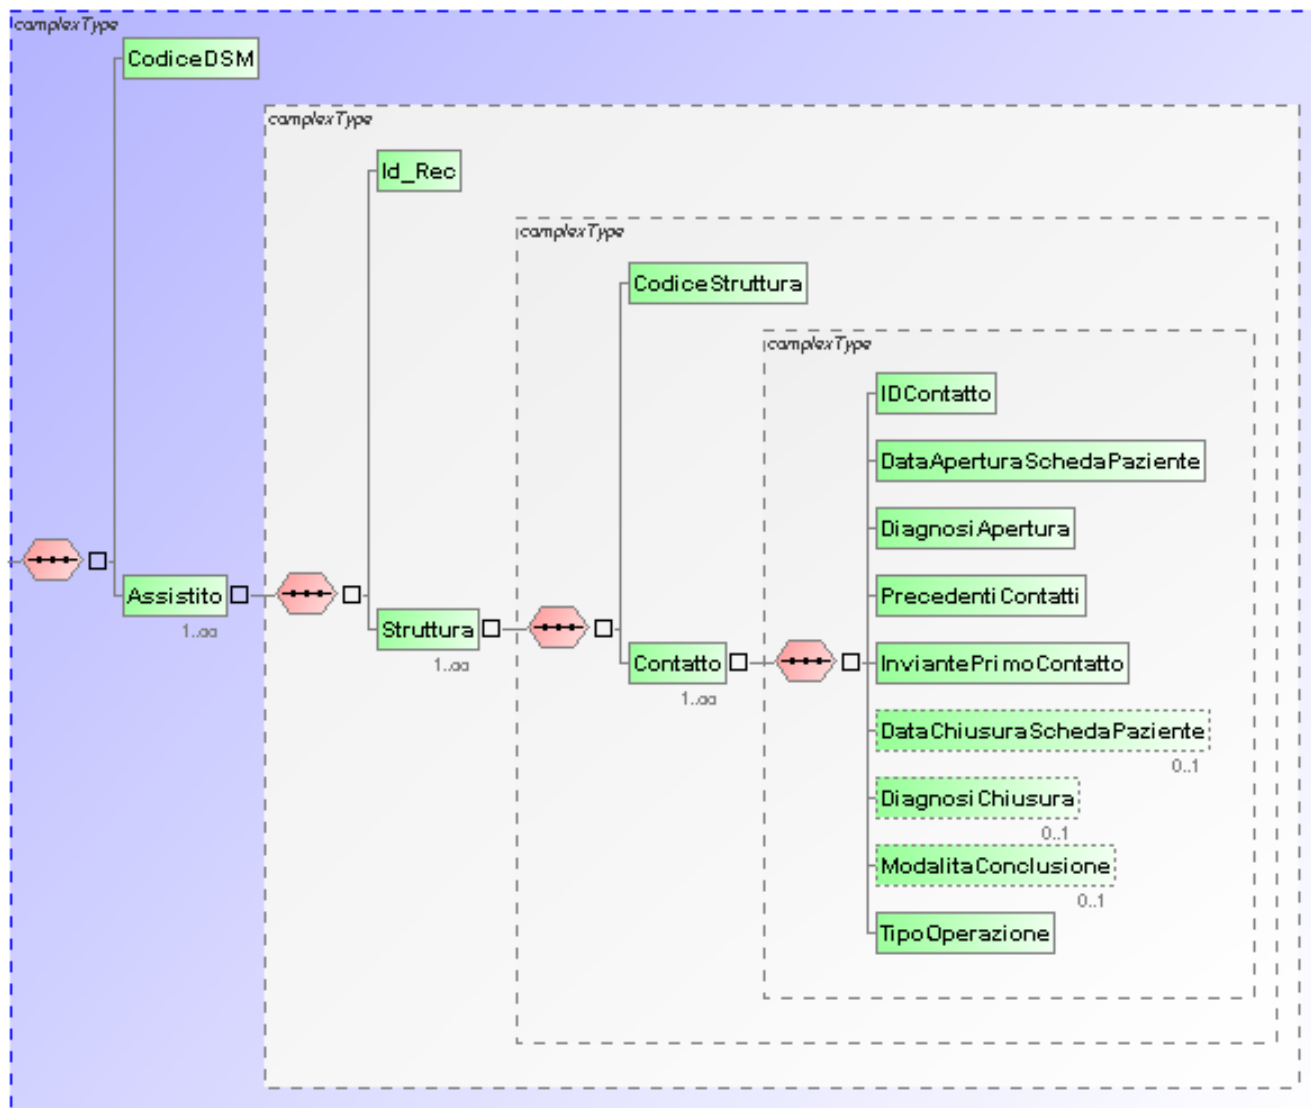 complexType
CodiceDSM
complexType
Id_Rec
complexType
CodiceStruttura
complexType
IDContatto
DataAperturaSchedaPaziente
DiagnosiApertura
Assistito
1..∞
Struttura
1..∞
Contatto
1..∞
PrecedentiContatti
InviantePrimoContatto
DataChiusuraSchedaPaziente
0..1
DiagnosiChiusura
0..1
ModalitaConclusione
0..1
TipoOperazione